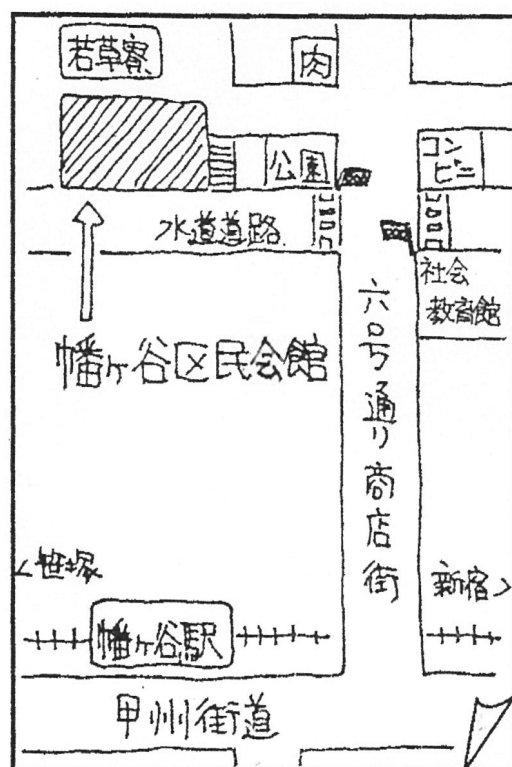 若草寮
肉
公園
コン
ビニ
水道道路
社会
教育館
幡ヶ谷区民会館
六号通り商店街
<笹塚
新宿>
幡ヶ谷駅
甲州街道